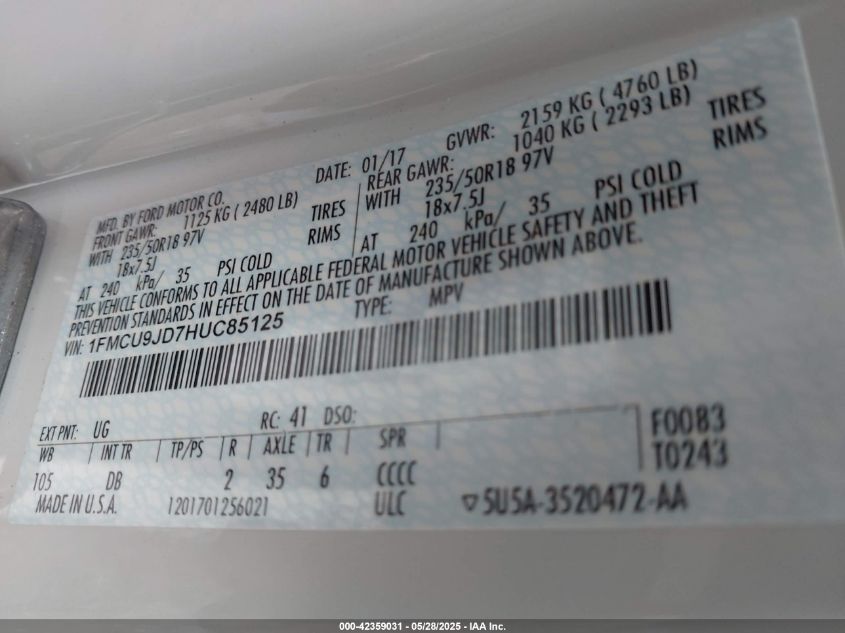 MFD. BY FORD MOTOR CO. DATE: 01/17 GVWR: 2159 KG ( 4760 LB)
FRONT GAWR: 1125 KG ( 2480 LB) REAR GAWR: 1040 KG ( 2293 LB)
WITH 235/50R18 97V TIRES WITH 235/50R18 97V TIRES
18x7.5J RIMS 18x7.5J RIMS
AT 240 kPa/ 35 PSI COLD AT 240 kPa/ 35 PSI COLD
THIS VEHICLE CONFORMS TO ALL APPLICABLE FEDERAL MOTOR VEHICLE SAFETY AND THEFT
PREVENTION STANDARDS IN EFFECT ON THE DATE OF MANUFACTURE SHOWN ABOVE.
VIN: 1FMCU9JD7HUC85125 TYPE: MPV
EXT PNT: UG RC: 41 DSO: F0083
WB INT TR TP/PS R AXLE TR SPR T0243
105 DB 2 35 6 CCCC
MADE IN U.S.A. 1201701256021 ULC ▽5U5A-3520472-AA
000-42359031 - 05/28/2025 - IAA Inc.